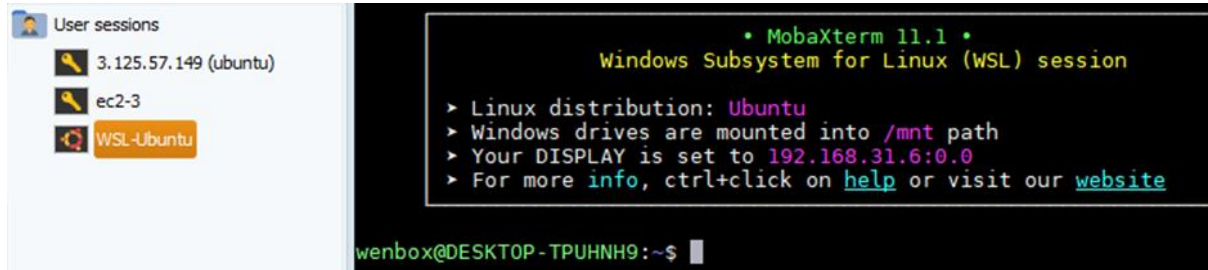 User sessions
3.125.57.149 (ubuntu)
ec2-3
WSL-Ubuntu
• MobaXterm 11.1 •
Windows Subsystem for Linux (WSL) session
➤ Linux distribution: Ubuntu
➤ Windows drives are mounted into /mnt path
➤ Your DISPLAY is set to 192.168.31.6:0.0
➤ For more info, ctrl+click on help or visit our website
wenbox@DESKTOP-TPUHNH9:~$